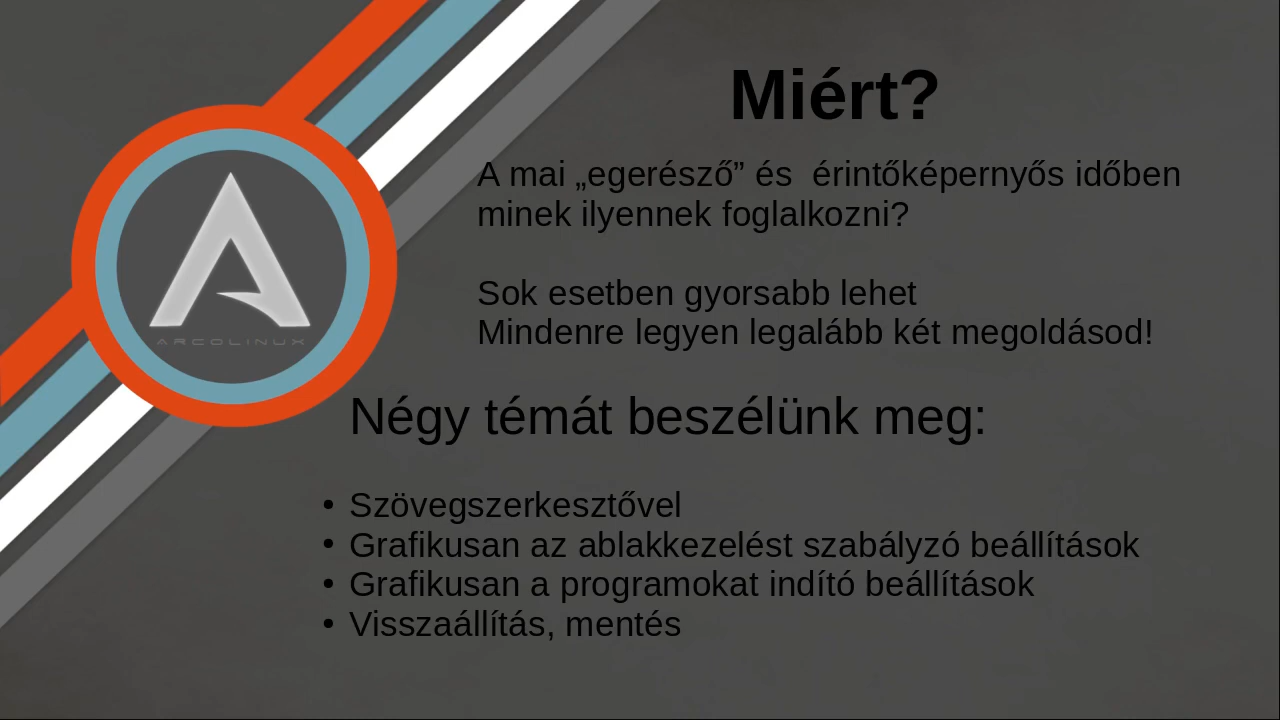 Miért?
A mai „egerésző” és  érintőképernyős időben
minek ilyennek foglalkozni?
Sok esetben gyorsabb lehet
Mindenre legyen legalább két megoldásod!
ARCOLINUX
Négy témát beszélünk meg:
• Szövegszerkesztővel
• Grafikusan az ablakkezelést szabályzó beállítások
• Grafikusan a programokat indító beállítások
• Visszaállítás, mentés